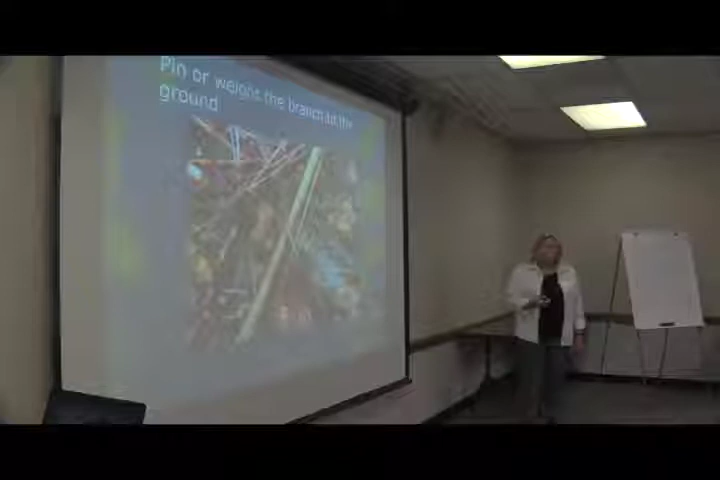 Pin or weight the branch to the
ground